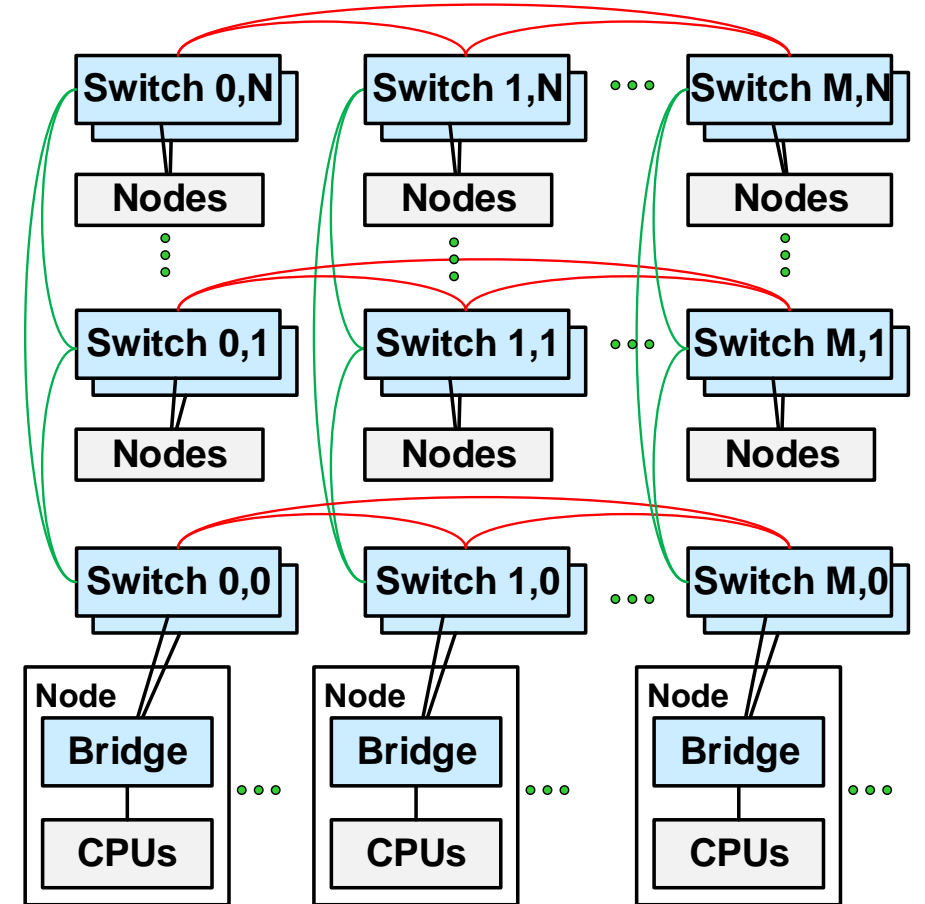 Switch 0,N
Switch 1,N
Switch M,N
Nodes
Nodes
Nodes
Switch 0,1
Switch 1,1
Switch M,1
Nodes
Nodes
Nodes
Switch 0,0
Switch 1,0
Switch M,0
Node
Node
Node
Bridge
Bridge
Bridge
CPUs
CPUs
CPUs